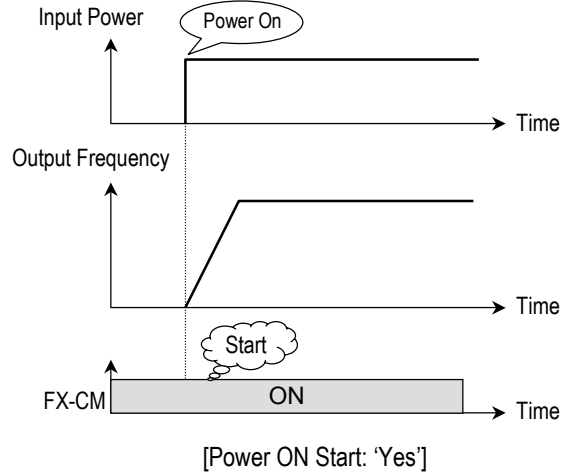 Input Power
Power On
Time
Output Frequency
Time
Start
FX-CM
ON
Time
[Power ON Start: ‘Yes’]